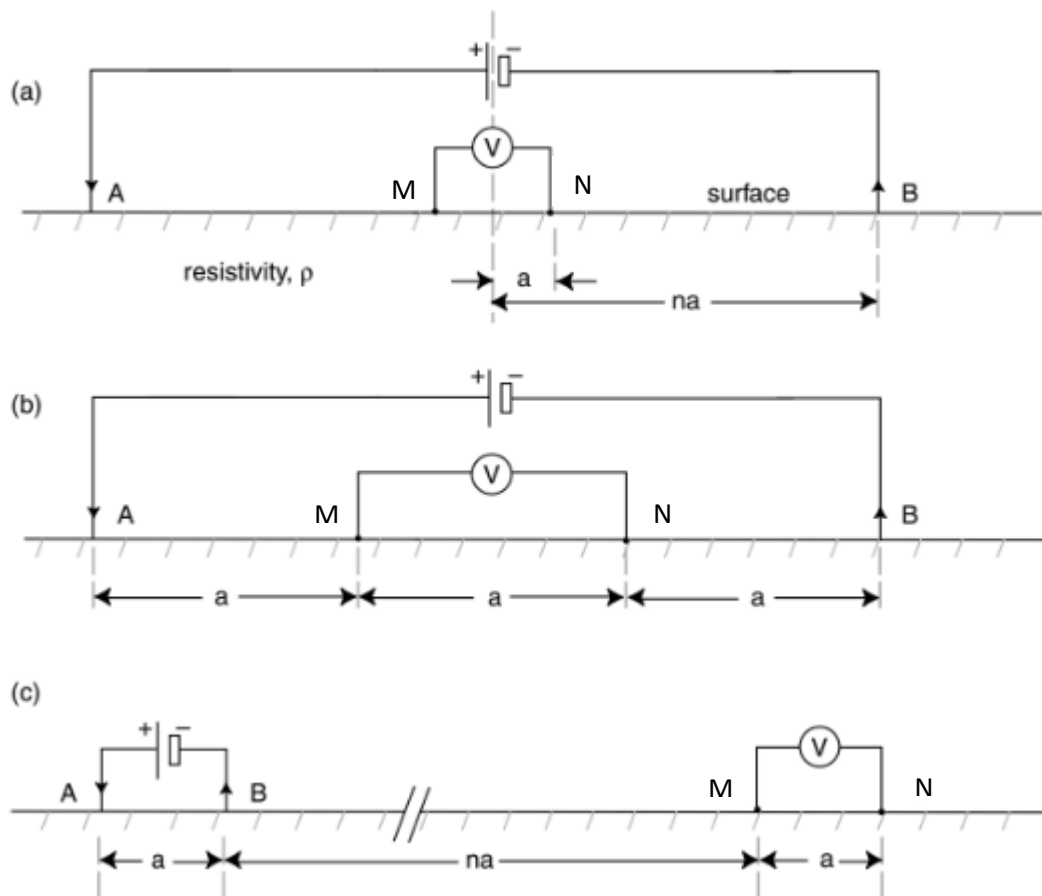 (a)
+ −
V
A M N surface B
resistivity, ρ
a
na
(b)
+ −
V
A M N B
a a a
(c)
+ −
V
A B M N
a na a